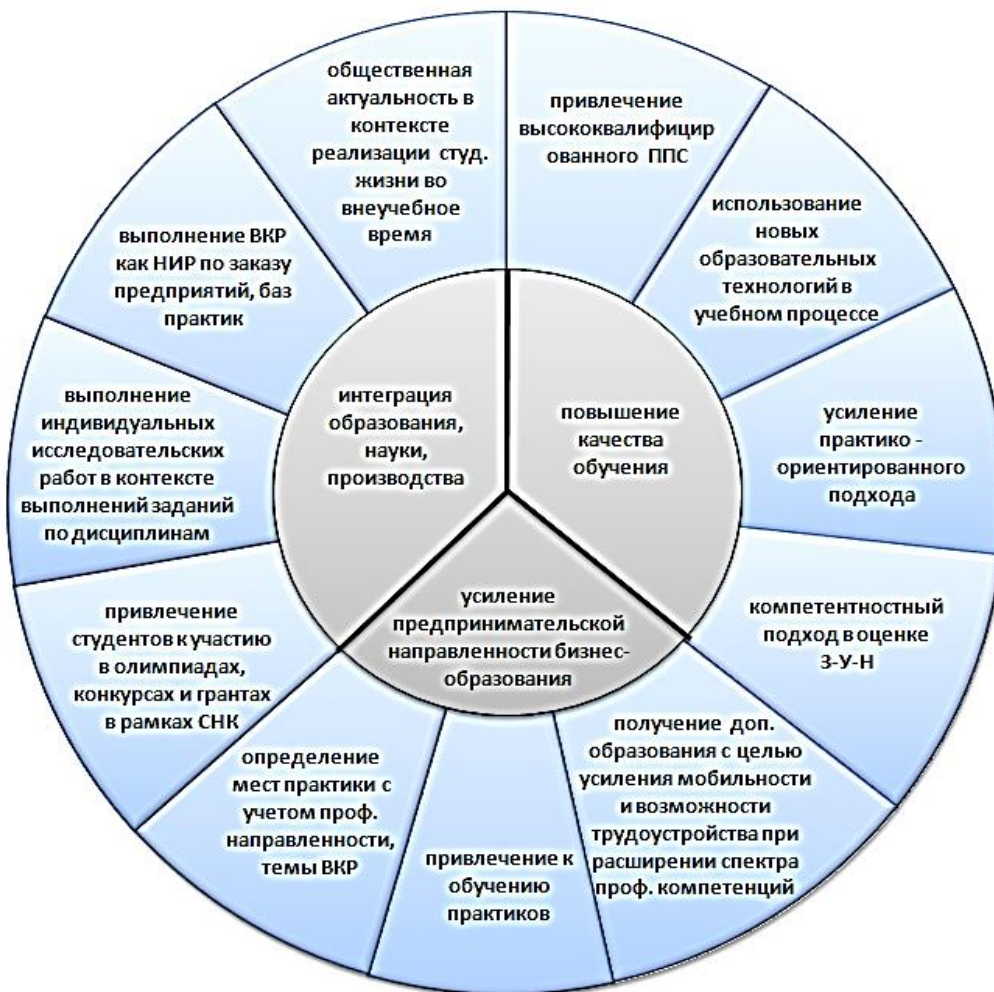 общественная
актуальность в
контексте
реализации студ.
жизни во
внеучебное
время
привлечение
высококвалифицир
ованного ППС
использование
новых
образовательных
технологий в
учебном процессе
усиление
практико -
ориентированного
подхода
компетентностный
подход в оценке
З-У-Н
получение доп.
образования с целью
усиления мобильности
и возможности
трудоустройства при
расширении спектра
проф. компетенций
привлечение к
обучению
практиков
определение
мест практики с
учетом проф.
направленности,
темы ВКР
привлечение
студентов к участию
в олимпиадах,
конкурсах и грантах
в рамках СНК
выполнение
индивидуальных
исследовательских
работ в контексте
выполнений заданий
по дисциплинам
выполнение ВКР
как НИР по заказу
предприятий, баз
практик
интеграция
образования,
науки,
производства
повышение
качества
обучения
усиление
предпринимательской
направленности бизнес-
образования